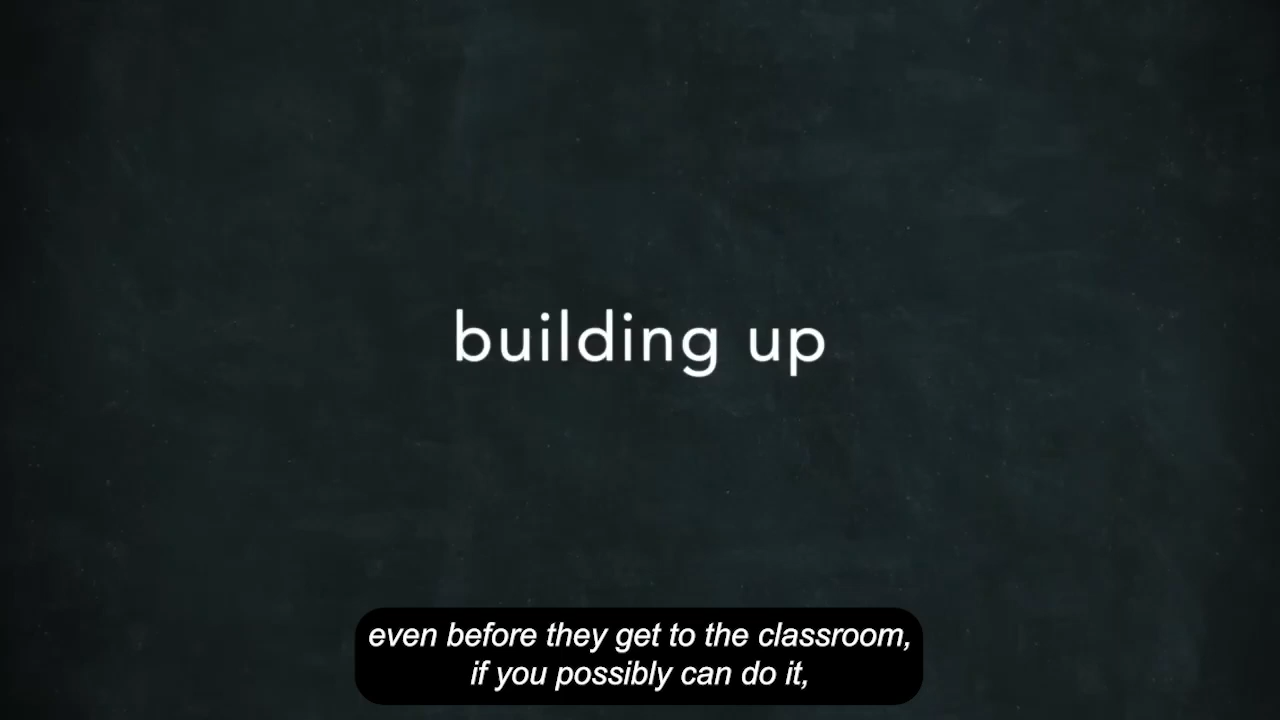 building up
even before they get to the classroom,
if you possibly can do it,